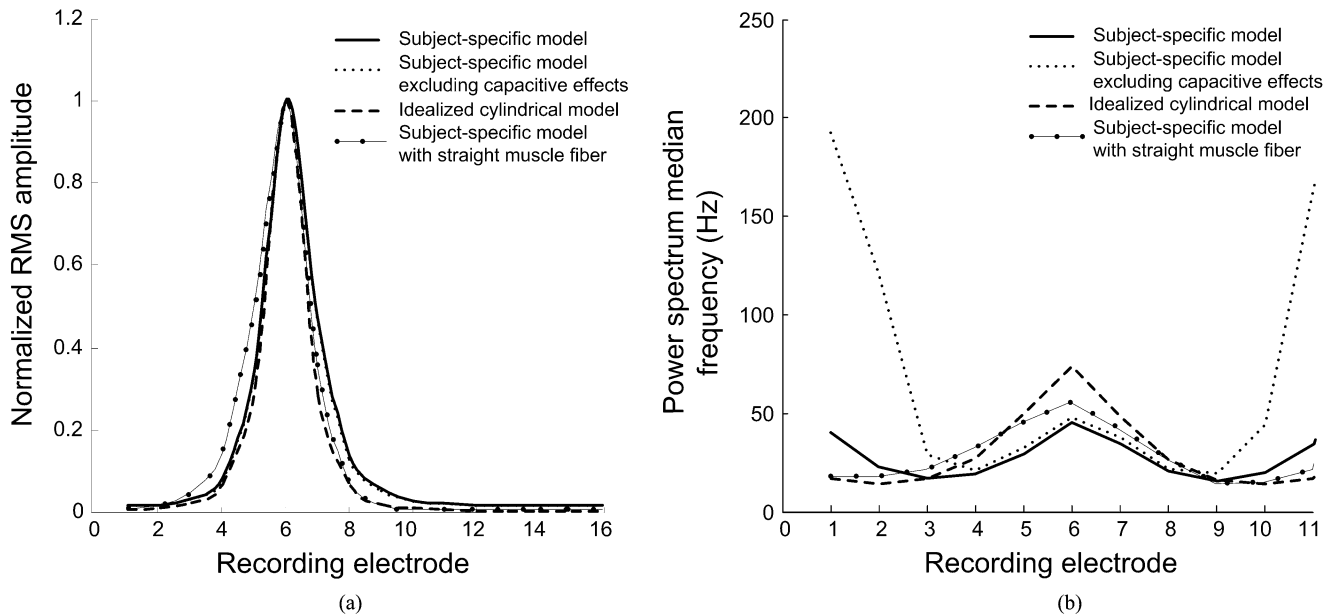 1.2
1
0.8
0.6
0.4
0.2
0
Normalized RMS amplitude
Subject-specific model
Subject-specific model
excluding capacitive effects
Idealized cylindrical model
Subject-specific model
with straight muscle fiber
0 2 4 6 8 10 12 14 16
Recording electrode
(a)
250
200
150
100
50
0
Power spectrum median
frequency (Hz)
Subject-specific model
Subject-specific model
excluding capacitive effects
Idealized cylindrical model
Subject-specific model
with straight muscle fiber
0 1 2 3 4 5 6 7 8 9 10 11
Recording electrode
(b)